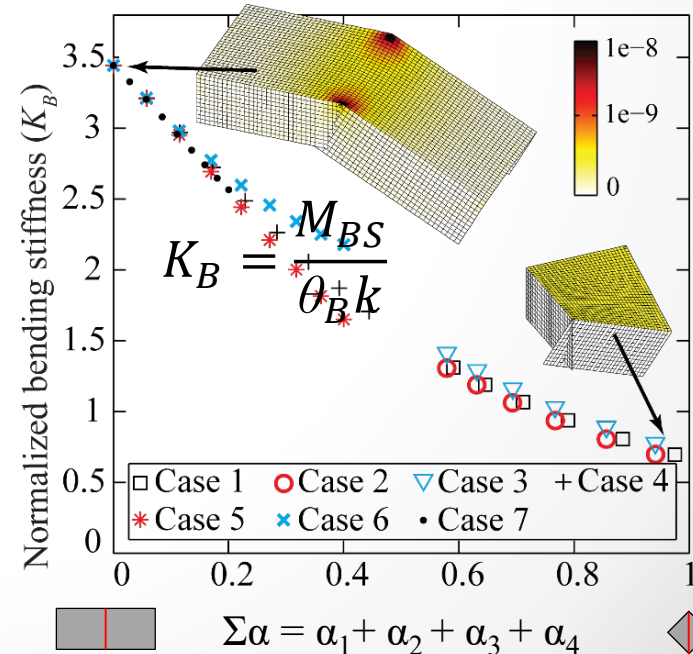 Normalized bending stiffness (K_B)
3.5
3
2.5
2
1.5
1
0.5
0
1e−8
1e−9
0
K_B = M_BS / θ_B k
Case 1 Case 2 Case 3 Case 4
Case 5 Case 6 Case 7
0 0.2 0.4 0.6 0.8 1
Σα = α₁+ α₂ + α₃ + α₄